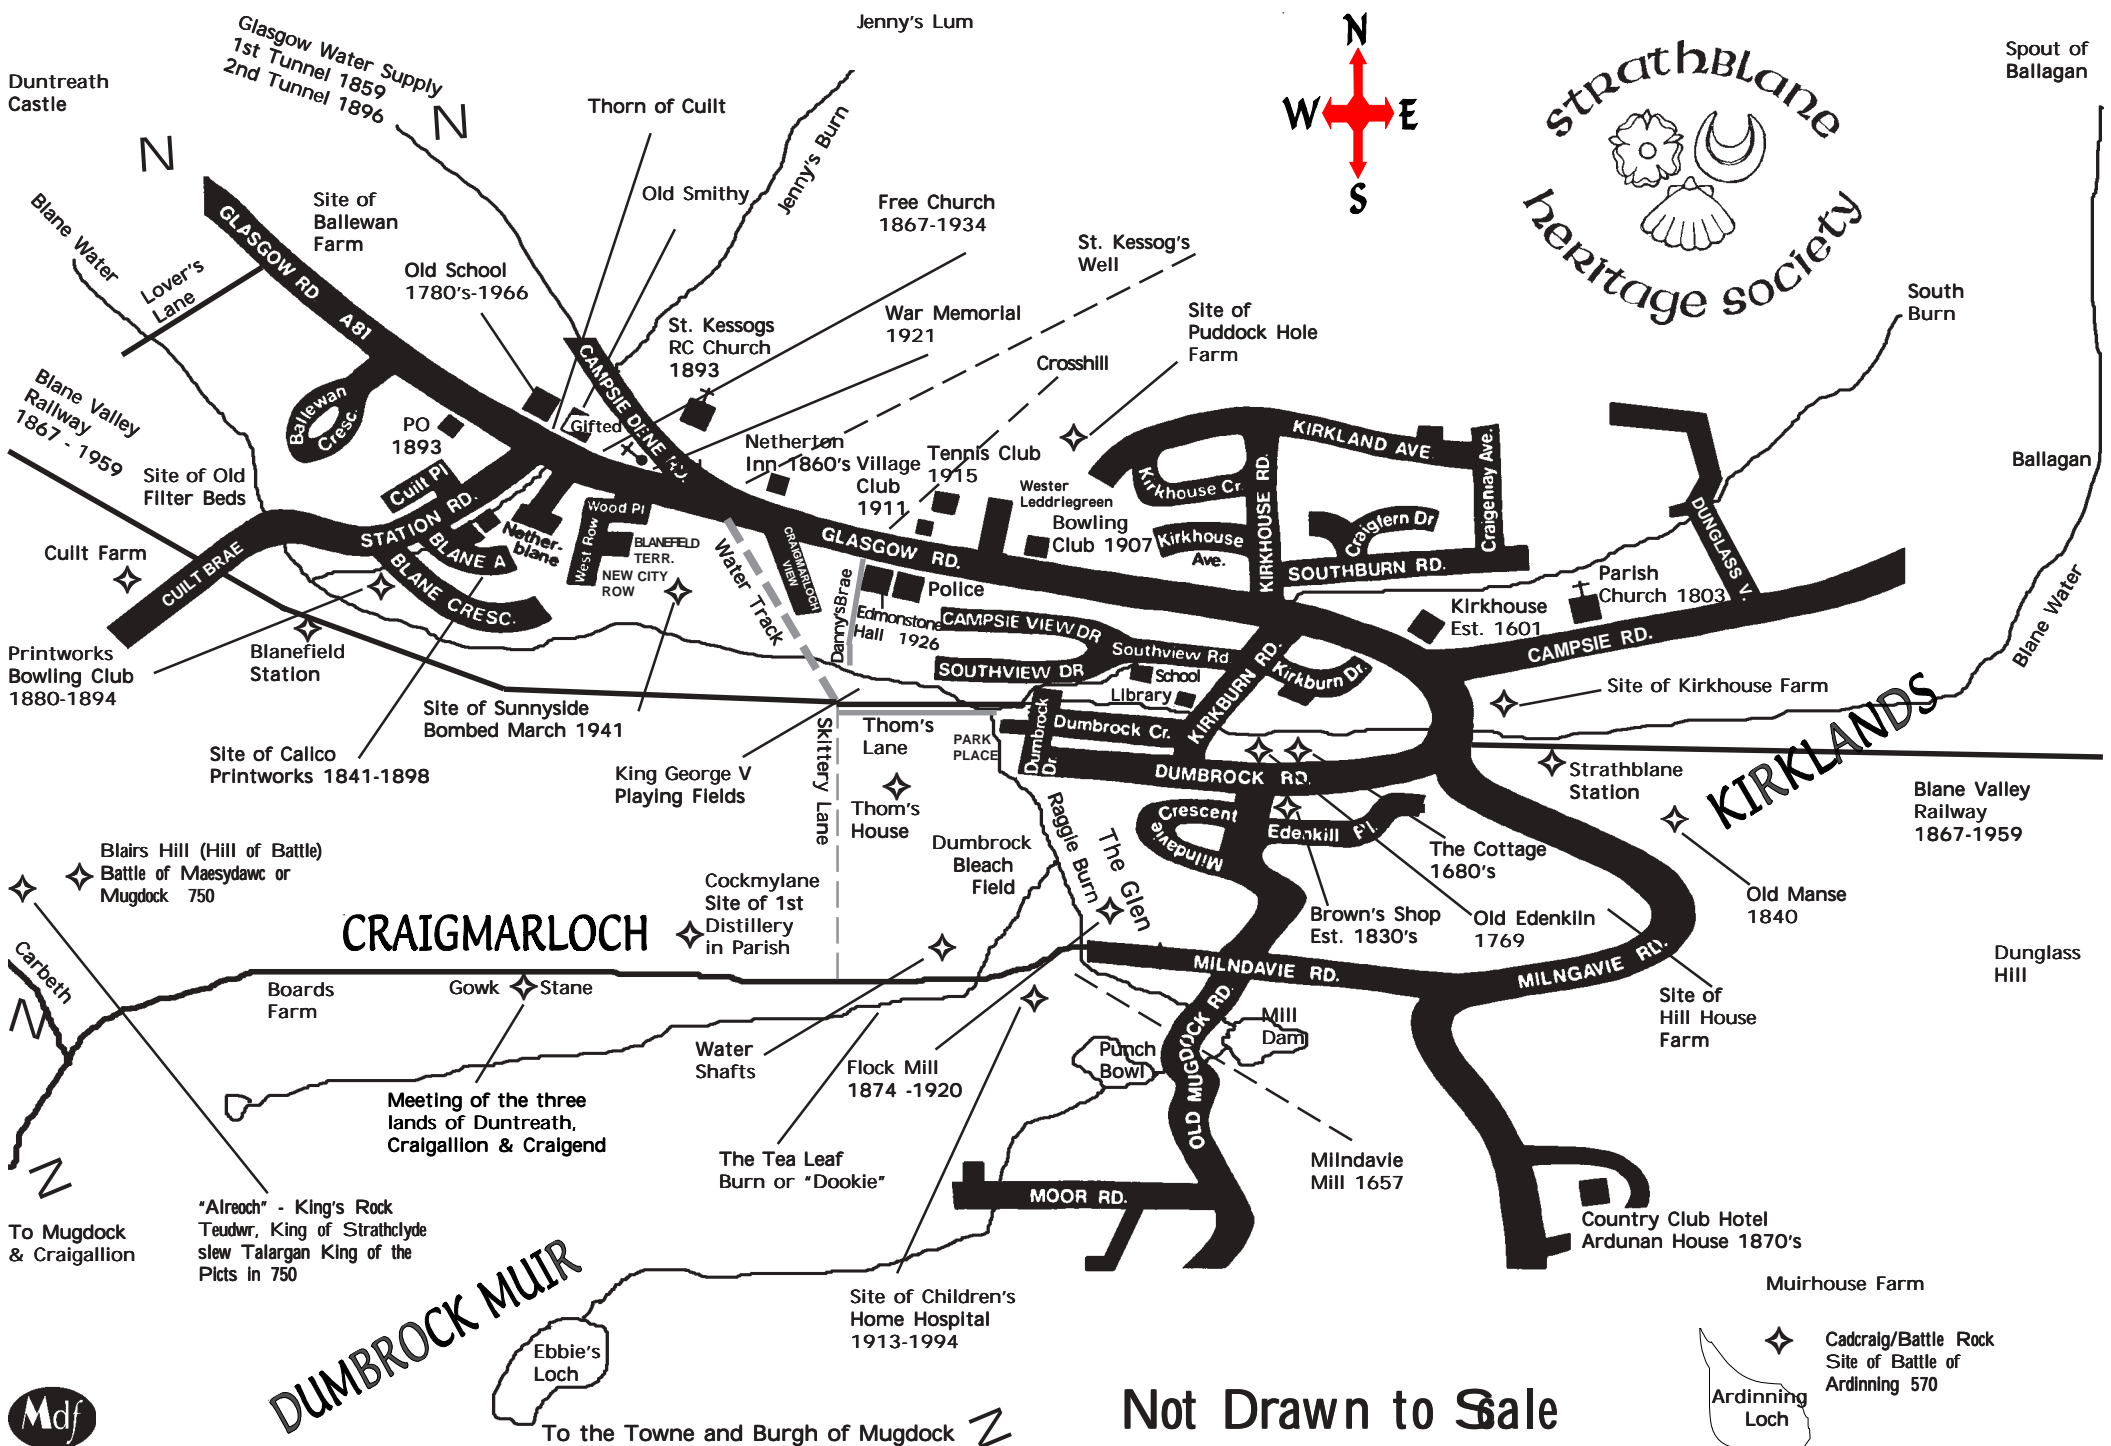 Jenny's Lum
N
W
E
S
STRATHBLANE
heritage society
Spout of
Ballagan
Duntreath
Castle
Glasgow Water Supply
1st Tunnel 1859
2nd Tunnel 1896
N
N
Thorn of Cuilt
Jenny's Burn
Old Smithy
Free Church
1867-1934
St. Kessog's
Well
Blane Water
Lover's
Lane
Site of
Ballewan
Farm
GLASGOW RD.
A81
Old School
1780's-1966
St. Kessogs
RC Church
1893
War Memorial
1921
Site of
Puddock Hole
Farm
Crosshill
South
Burn
Ballagan
Blane Valley
Railway
1867 - 1959
Ballewan
Cresc.
PO
1893
Gifted
CAMPSIE DENE RD.
Netherton
Inn 1860's
Village
Club
1911
Tennis Club
1915
Wester
Leddriegreen
Bowling
Club 1907
KIRKLAND AVE.
Kirkhouse Cr.
KIRKHOUSE RD.
Craigenlay Ave.
Craigfern Dr
Kirkhouse
Ave.
SOUTHBURN RD.
DUNGLASS V.
Site of Old
Filter Beds
Cuilt Pl
STATION RD.
Nether-
blane
Wood Pl
West Row
BLANEFIELD
TERR.
NEW CITY
ROW
Water Track
CRAIGMARLOCH
VIEW
GLASGOW RD.
Cuilt Farm
CUILT BRAE
BLANE A
BLANE CRESC.
Danny's Brae
Police
Edmonstone
Hall 1926
CAMPSIE VIEW DR
Southview Rd
SOUTHVIEW DR
School
Library
KIRKBURN RD.
Kirkburn Dr.
Kirkhouse
Est. 1601
Parish
Church 1803
CAMPSIE RD.
Blane Water
Printworks
Bowling Club
1880-1894
Blanefield
Station
Site of Sunnyside
Bombed March 1941
Site of Calico
Printworks 1841-1898
King George V
Playing Fields
Skittery Lane
Thom's
Lane
PARK
PLACE
Dumbrock
Dr.
Dumbrock Cr.
DUMBROCK RD.
Site of Kirkhouse Farm
KIRKLANDS
Strathblane
Station
Blane Valley
Railway
1867-1959
Thom's
House
Raggie Burn
The Glen
Crescent
Milndavie
Edenkill Pl.
The Cottage
1680's
Blairs Hill (Hill of Battle)
Battle of Maesydawc or
Mugdock 750
Dumbrock
Bleach
Field
Cockmylane
Site of 1st
Distillery
in Parish
CRAIGMARLOCH
Brown's Shop
Est. 1830's
Old Edenkiln
1769
Old Manse
1840
Dunglass
Hill
Carbeth
N
Boards
Farm
Gowk Stane
MILNDAVIE RD.
MILNGAVIE RD.
Site of
Hill House
Farm
OLD MUGDOCK RD.
Mill
Dam
Punch
Bowl
Water
Shafts
Flock Mill
1874 -1920
Meeting of the three
lands of Duntreath,
Craigallion & Craigend
The Tea Leaf
Burn or "Dookie"
Milndavie
Mill 1657
N
MOOR RD.
"Alreoch" - King's Rock
Teudwr, King of Strathclyde
slew Talargan King of the
Picts in 750
To Mugdock
& Craigallion
Country Club Hotel
Ardunan House 1870's
DUMBROCK MUIR
Site of Children's
Home Hospital
1913-1994
Muirhouse Farm
Cadcraig/Battle Rock
Site of Battle of
Ardinning 570
Ebbie's
Loch
Ardinning
Loch
Mdf
To the Towne and Burgh of Mugdock
N
Not Drawn to Scale